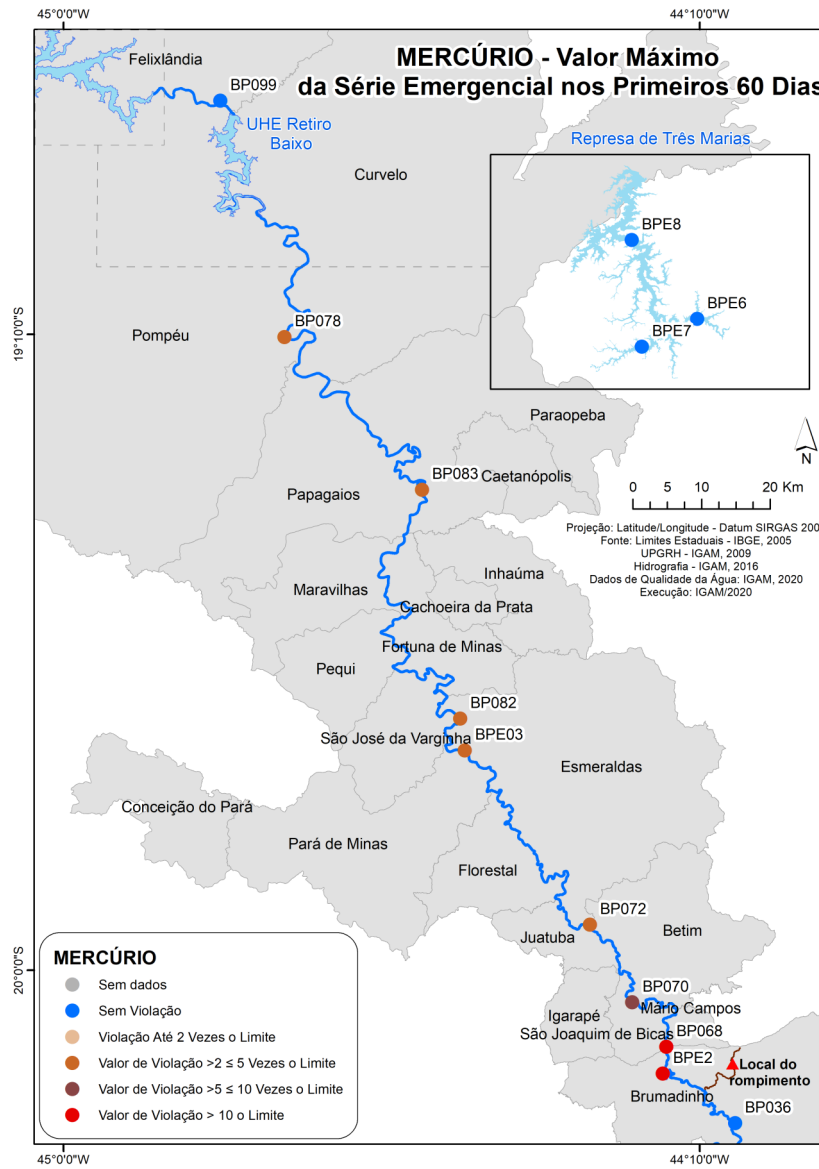 45°0'0"W
44°10'0"W
MERCÚRIO - Valor Máximo
da Série Emergencial nos Primeiros 60 Dias
Felixlândia
BP099
UHE Retiro
Baixo
Curvelo
Represa de Três Marias
BPE8
BPE6
BPE7
19°10'0"S
Pompéu
BP078
Paraopeba
BP083
Caetanópolis
Papagaios
N
0 5 10 20 Km
Projeção: Latitude/Longitude - Datum SIRGAS 200
Fonte: Limites Estaduais - IBGE, 2005
UPGRH - IGAM, 2009
Hidrografia - IGAM, 2016
Dados de Qualidade da Água: IGAM, 2020
Execução: IGAM/2020
Inhaúma
Maravilhas
Cachoeira da Prata
Fortuna de Minas
Pequi
BP082
São José da Varginha
BPE03
Esmeraldas
Conceição do Pará
Pará de Minas
Florestal
BP072
Juatuba
Betim
20°0'0"S
BP070
Mário Campos
Igarapé
São Joaquim de Bicas
BP068
BPE2
Local do
rompimento
Brumadinho
BP036
MERCÚRIO
Sem dados
Sem Violação
Violação Até 2 Vezes o Limite
Valor de Violação >2 ≤ 5 Vezes o Limite
Valor de Violação >5 ≤ 10 Vezes o Limite
Valor de Violação > 10 o Limite
45°0'0"W
44°10'0"W